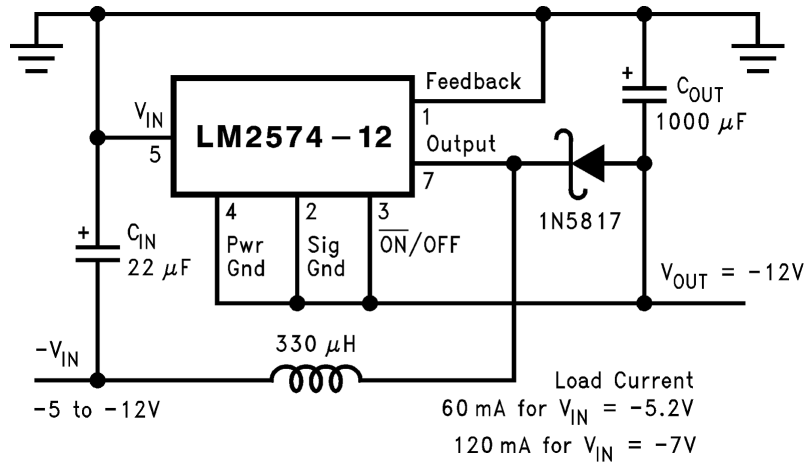 Feedback
1
+
C_OUT
1000 μF
V_IN
5
LM2574-12
Output
7
1N5817
4
2
3
Pwr
Gnd
Sig
Gnd
O̅N̅/OFF
+
C_IN
22 μF
V_OUT = -12V
330 μH
-V_IN
-5 to -12V
Load Current
60 mA for V_IN = -5.2V
120 mA for V_IN = -7V